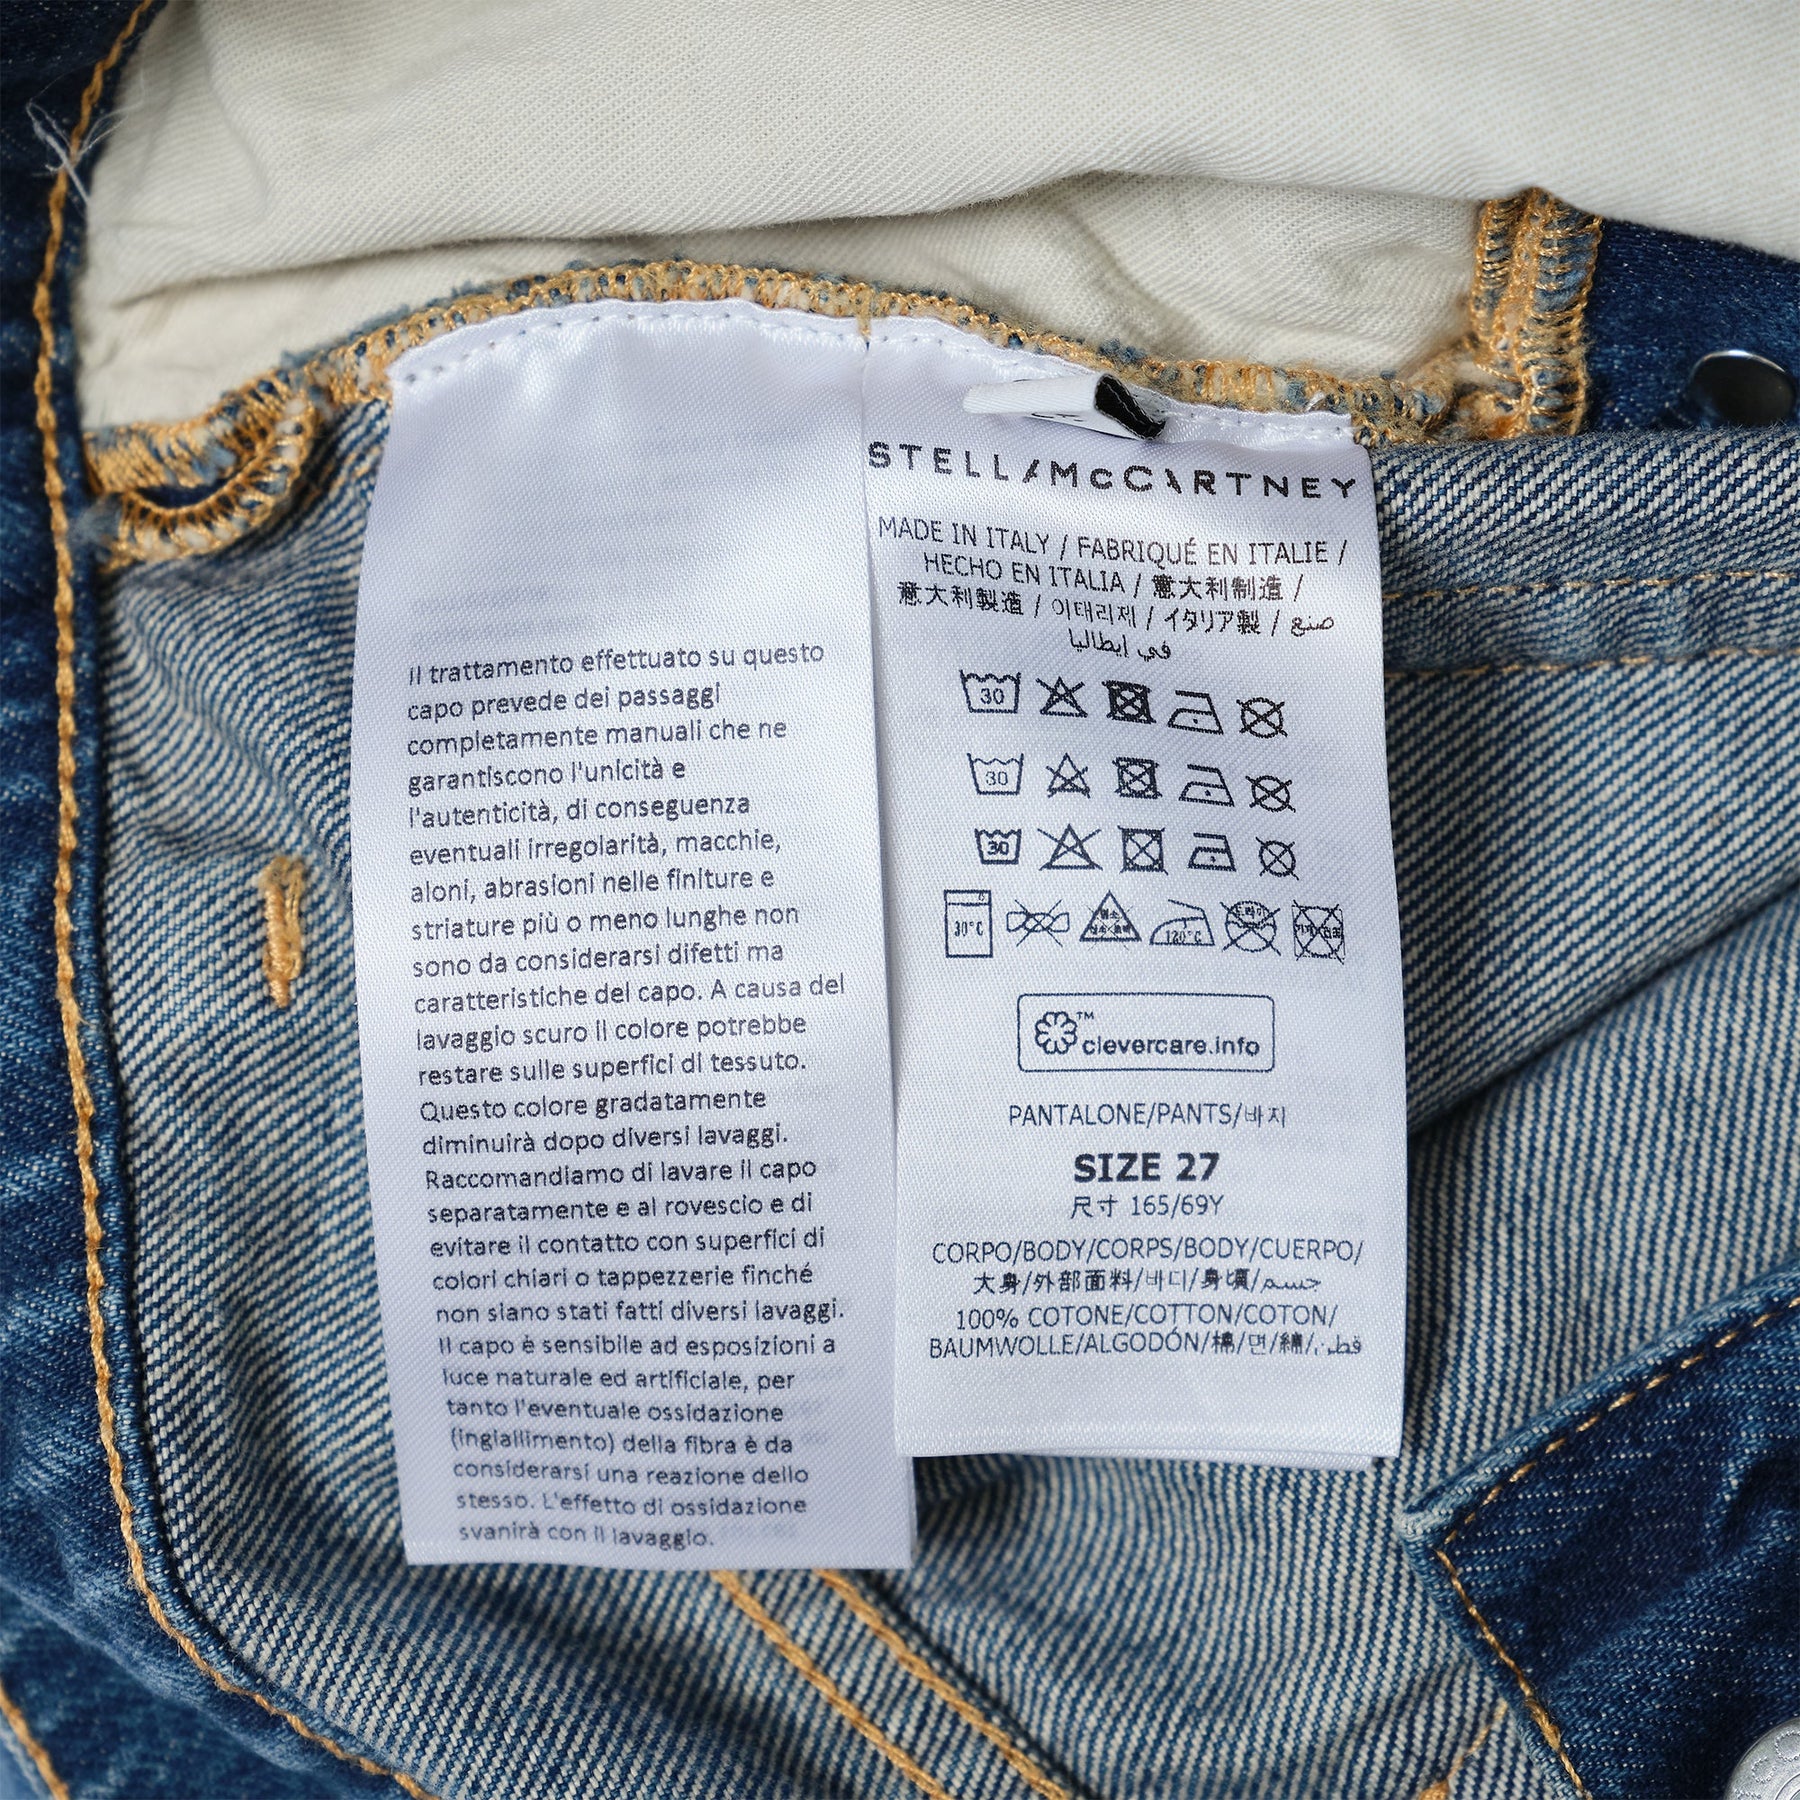 Il trattamento effettuato su questo
capo prevede dei passaggi
completamente manuali che ne
garantiscono l'unicità e
l'autenticità, di conseguenza
eventuali irregolarità, macchie,
aloni, abrasioni nelle finiture e
striature più o meno lunghe non
sono da considerarsi difetti ma
caratteristiche del capo. A causa del
lavaggio scuro il colore potrebbe
restare sulle superfici di tessuto.
Questo colore gradatamente
diminuirà dopo diversi lavaggi.
Raccomandiamo di lavare il capo
separatamente e al rovescio e di
evitare il contatto con superfici di
colori chiari o tappezzerie finché
non siano stati fatti diversi lavaggi.
Il capo è sensibile ad esposizioni a
luce naturale ed artificiale, per
tanto l'eventuale ossidazione
(ingiallimento) della fibra è da
considerarsi una reazione dello
stesso. L'effetto di ossidazione
svanirà con il lavaggio.
STELLA McCARTNEY
MADE IN ITALY / FABRIQUÉ EN ITALIE /
HECHO EN ITALIA / 意大利制造 /
意大利製造 / 이태리제 / イタリア製 / صنع
في إيطاليا
30
30
30
30°C 120°C
™
clevercare.info
PANTALONE/PANTS/바지
SIZE 27
尺寸 165/69Y
CORPO/BODY/CORPS/BODY/CUERPO/
大身/外部面料/바디/身頃/جسم
100% COTONE/COTTON/COTON/
BAUMWOLLE/ALGODÓN/棉/면/綿/قطن